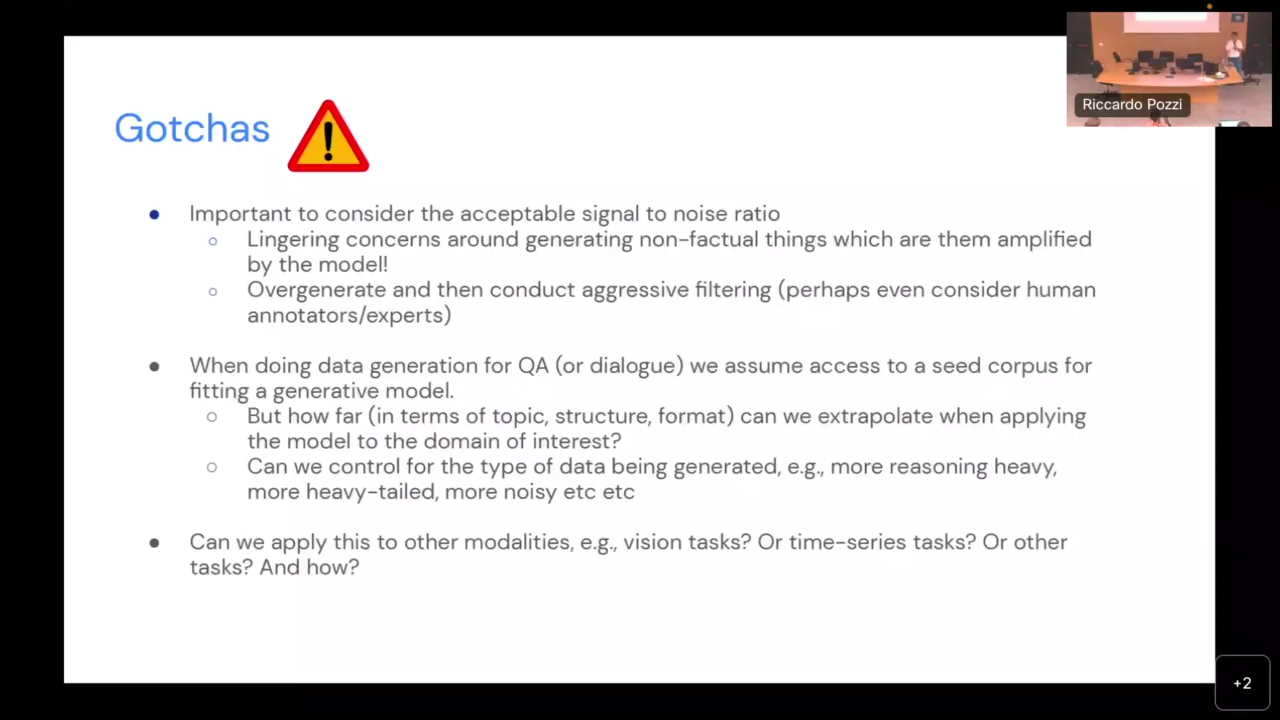 Gotchas
Riccardo Pozzi
● Important to consider the acceptable signal to noise ratio
○ Lingering concerns around generating non-factual things which are them amplified
by the model!
○ Overgenerate and then conduct aggressive filtering (perhaps even consider human
annotators/experts)
● When doing data generation for QA (or dialogue) we assume access to a seed corpus for
fitting a generative model.
○ But how far (in terms of topic, structure, format) can we extrapolate when applying
the model to the domain of interest?
○ Can we control for the type of data being generated, e.g., more reasoning heavy,
more heavy-tailed, more noisy etc etc
● Can we apply this to other modalities, e.g., vision tasks? Or time-series tasks? Or other
tasks? And how?
+2